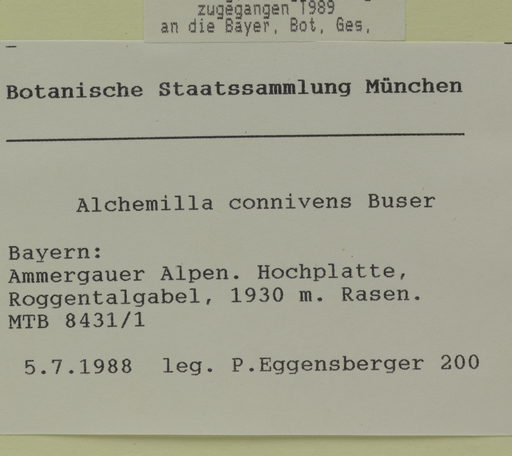 zugegangen 1989
an die Bayer, Bot, Ges,
Botanische Staatssammlung München
Alchemilla connivens Buser
Bayern:
Ammergauer Alpen. Hochplatte,
Roggentalgabel, 1930 m. Rasen.
MTB 8431/1
5.7.1988 leg. P.Eggensberger 200